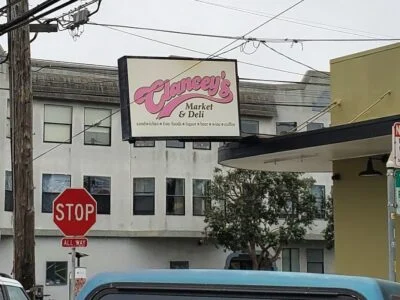 Clancey's
Market
& Deli
sandwiches • fine foods • liquor • beer • wine • coffee
STOP
ALL WAY